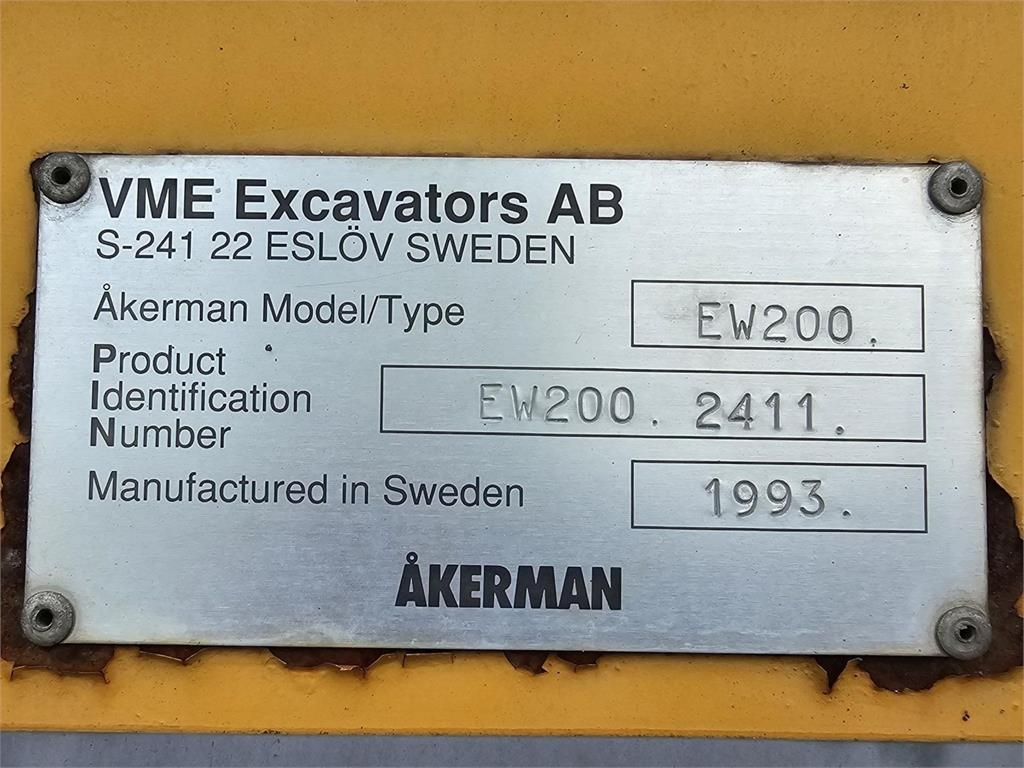 VME Excavators AB
S-241 22 ESLÖV SWEDEN
Åkerman Model/Type EW200.
Product
Identification EW200. 2411.
Number
Manufactured in Sweden 1993.
ÅKERMAN